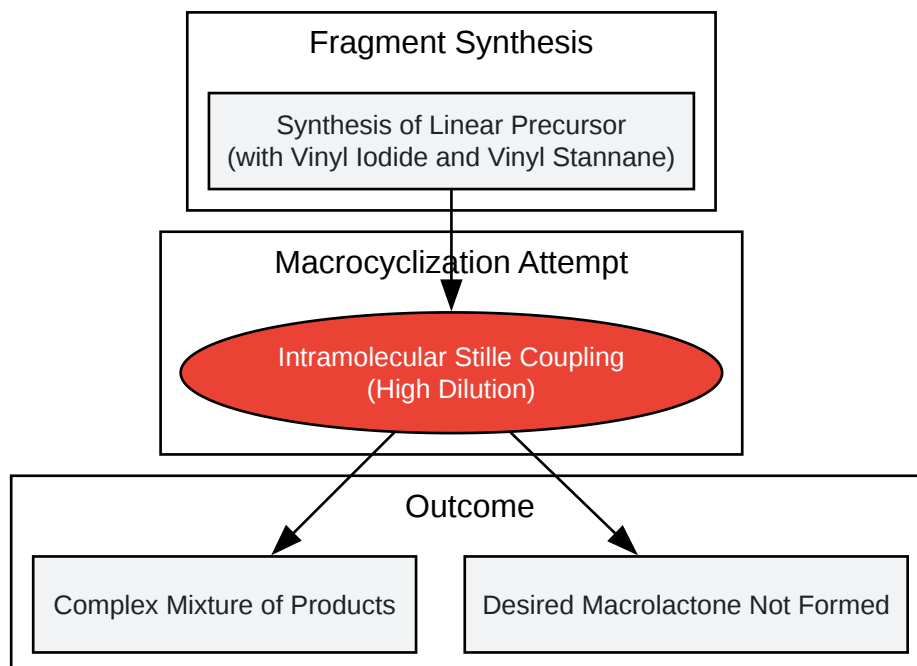 Fragment Synthesis
Synthesis of Linear Precursor
(with Vinyl Iodide and Vinyl Stannane)
Macrocyclization Attempt
Intramolecular Stille Coupling
(High Dilution)
Outcome
Complex Mixture of Products
Desired Macrolactone Not Formed